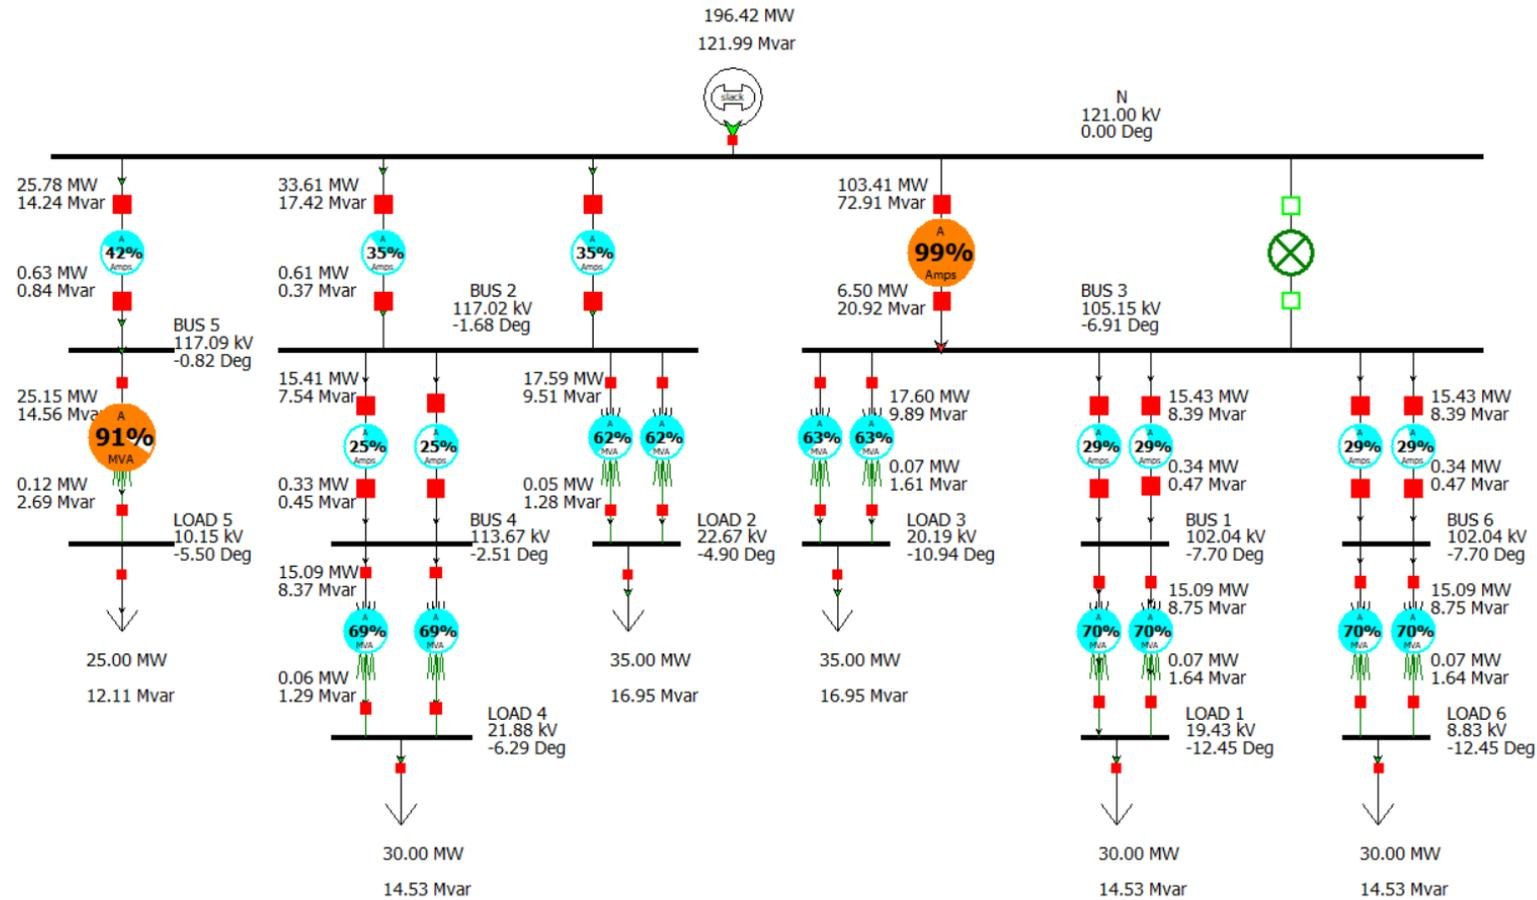 196.42 MW
121.99 Mvar
slack
N
121.00 kV
0.00 Deg
25.78 MW
14.24 Mvar
A
42%
Amps
0.63 MW
0.84 Mvar
33.61 MW
17.42 Mvar
A
35%
Amps
0.61 MW
0.37 Mvar
A
35%
Amps
103.41 MW
72.91 Mvar
A
99%
Amps
6.50 MW
20.92 Mvar
BUS 5
117.09 kV
-0.82 Deg
BUS 2
117.02 kV
-1.68 Deg
BUS 3
105.15 kV
-6.91 Deg
25.15 MW
14.56 Mvar
A
91%
MVA
0.12 MW
2.69 Mvar
15.41 MW
7.54 Mvar
A
25%
Amps
A
25%
Amps
0.33 MW
0.45 Mvar
17.59 MW
9.51 Mvar
A
62%
MVA
A
62%
MVA
0.05 MW
1.28 Mvar
A
63%
MVA
A
63%
MVA
17.60 MW
9.89 Mvar
0.07 MW
1.61 Mvar
A
29%
Amps
A
29%
Amps
15.43 MW
8.39 Mvar
0.34 MW
0.47 Mvar
A
29%
Amps
A
29%
Amps
15.43 MW
8.39 Mvar
0.34 MW
0.47 Mvar
LOAD 5
10.15 kV
-5.50 Deg
BUS 4
113.67 kV
-2.51 Deg
LOAD 2
22.67 kV
-4.90 Deg
LOAD 3
20.19 kV
-10.94 Deg
BUS 1
102.04 kV
-7.70 Deg
BUS 6
102.04 kV
-7.70 Deg
25.00 MW
12.11 Mvar
15.09 MW
8.37 Mvar
A
69%
MVA
A
69%
MVA
0.06 MW
1.29 Mvar
35.00 MW
16.95 Mvar
35.00 MW
16.95 Mvar
A
70%
MVA
A
70%
MVA
15.09 MW
8.75 Mvar
0.07 MW
1.64 Mvar
A
70%
MVA
A
70%
MVA
15.09 MW
8.75 Mvar
0.07 MW
1.64 Mvar
LOAD 4
21.88 kV
-6.29 Deg
LOAD 1
19.43 kV
-12.45 Deg
LOAD 6
8.83 kV
-12.45 Deg
30.00 MW
14.53 Mvar
30.00 MW
14.53 Mvar
30.00 MW
14.53 Mvar